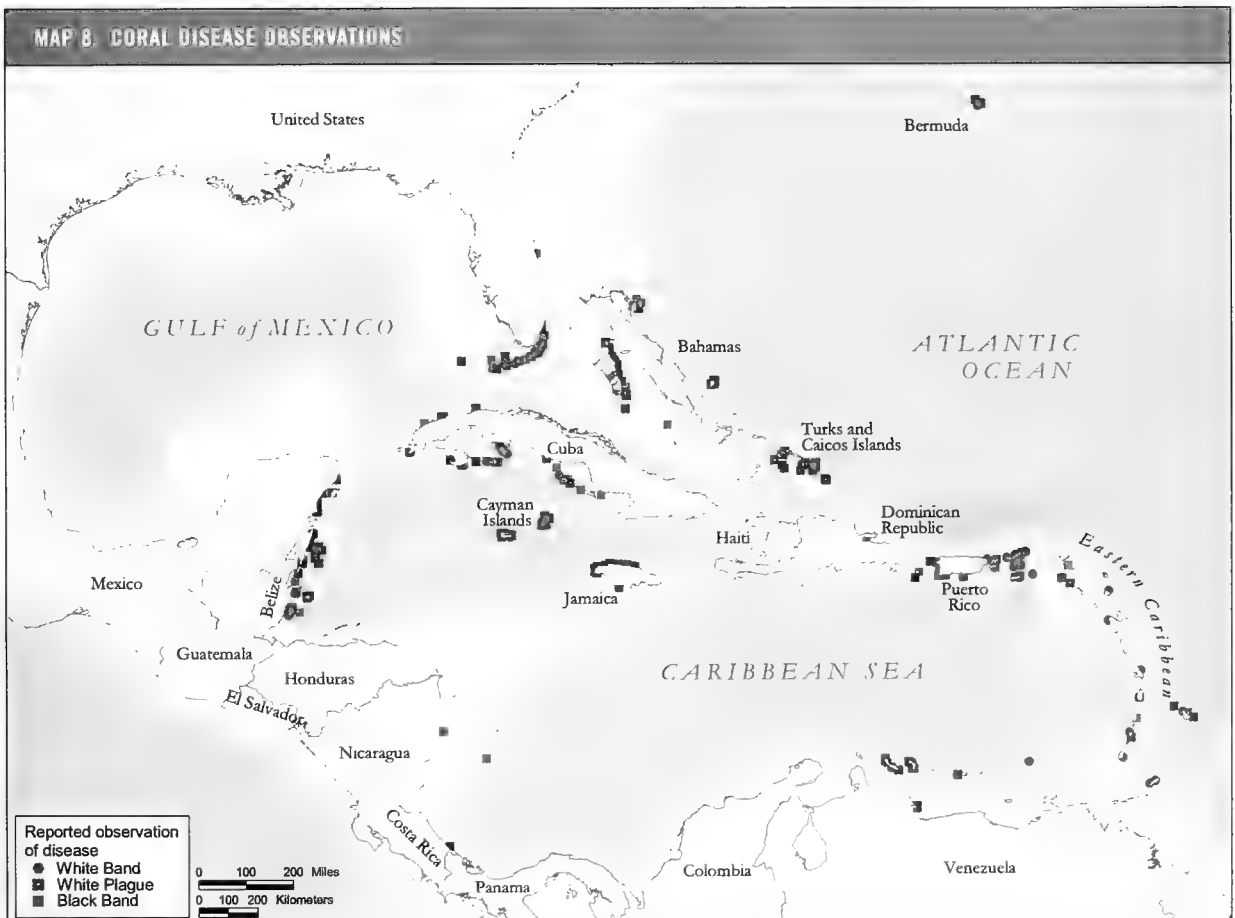 MAP 8. CORAL DISEASE OBSERVATIONS
United States
Bermuda
GULF of MEXICO
Bahamas
ATLANTIC
OCEAN
Turks and
Caicos Islands
Cuba
Cayman
Islands
Dominican
Republic
Haiti
Mexico
Belize
Jamaica
Puerto
Rico
Eastern Caribbean
Guatemala
Honduras
CARIBBEAN SEA
El Salvador
Nicaragua
Costa Rica
Panama
Colombia
Venezuela
Reported observation
of disease
White Band
White Plague
Black Band
0 100 200 Miles
0 100 200 Kilometers